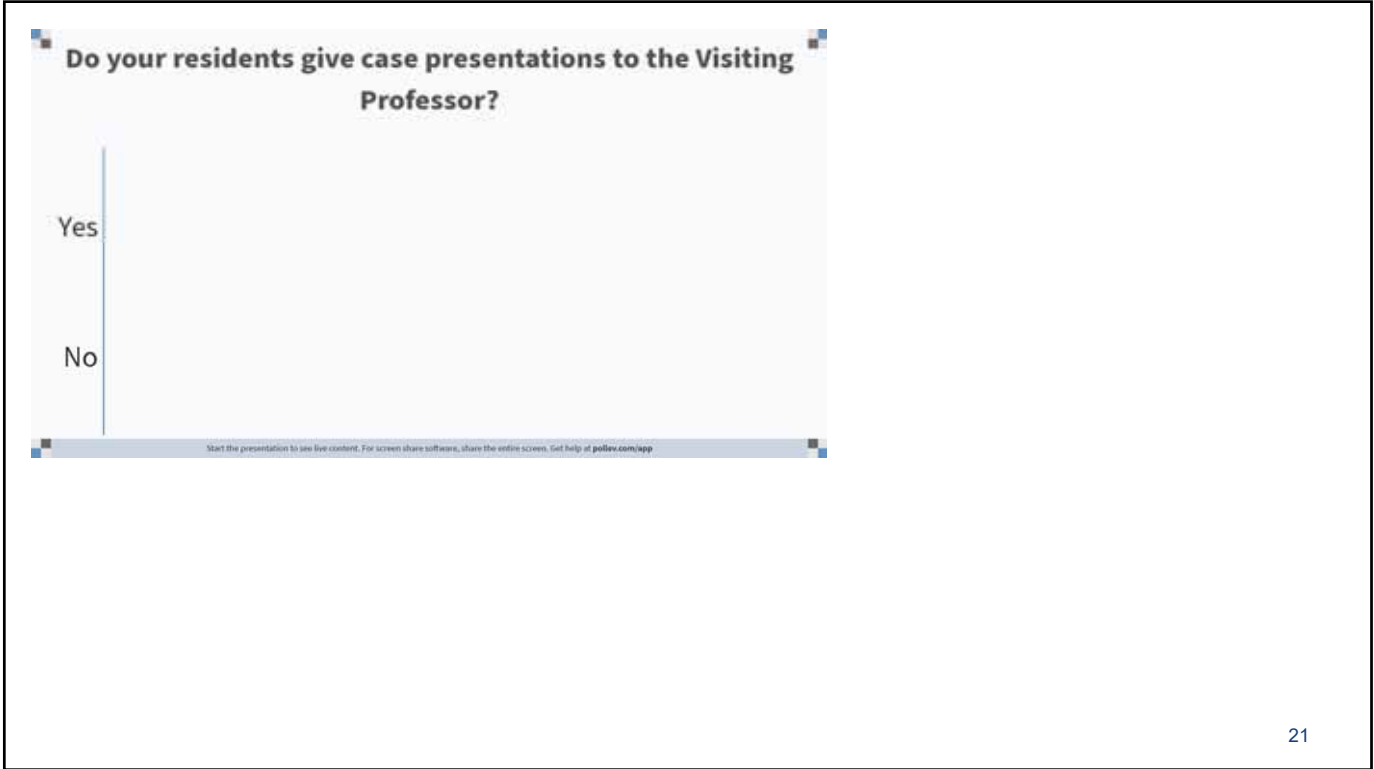 Do your residents give case presentations to the Visiting
Professor?
Yes
No
Start the presentation to see live content. For screen share software, share the entire screen. Get help at pollev.com/app
21